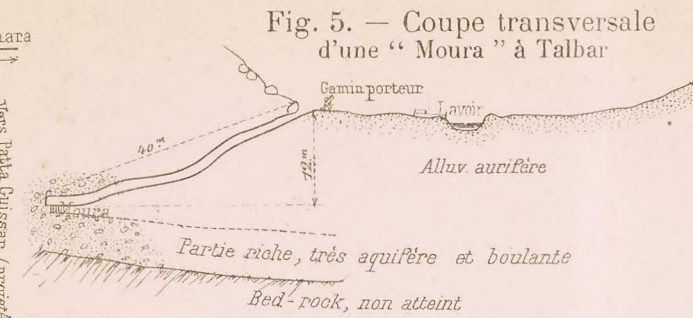 Fig. 5. — Coupe transversale
d'une “ Moura ” à Talbar
Gamin porteur
Lavoir
40.m
12m
Alluv. aurifère
Moura
Partie riche, très aquifère et boulante
Bed-rock, non atteint
Vers Patta Guissar